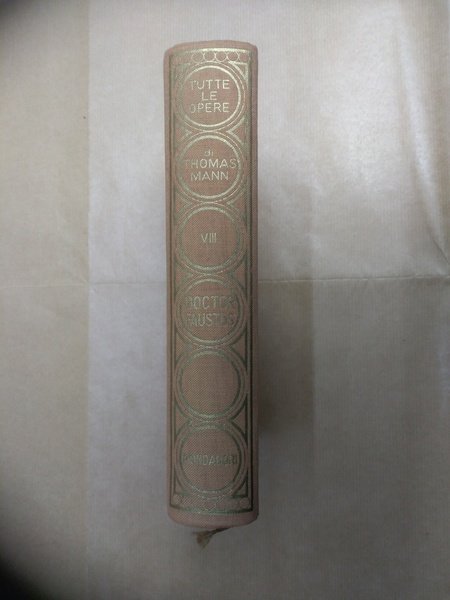 TUTTE
LE
OPERE
di
THOMAS
MANN
VIII
DOCTOR
FAUSTUS
MONDADORI